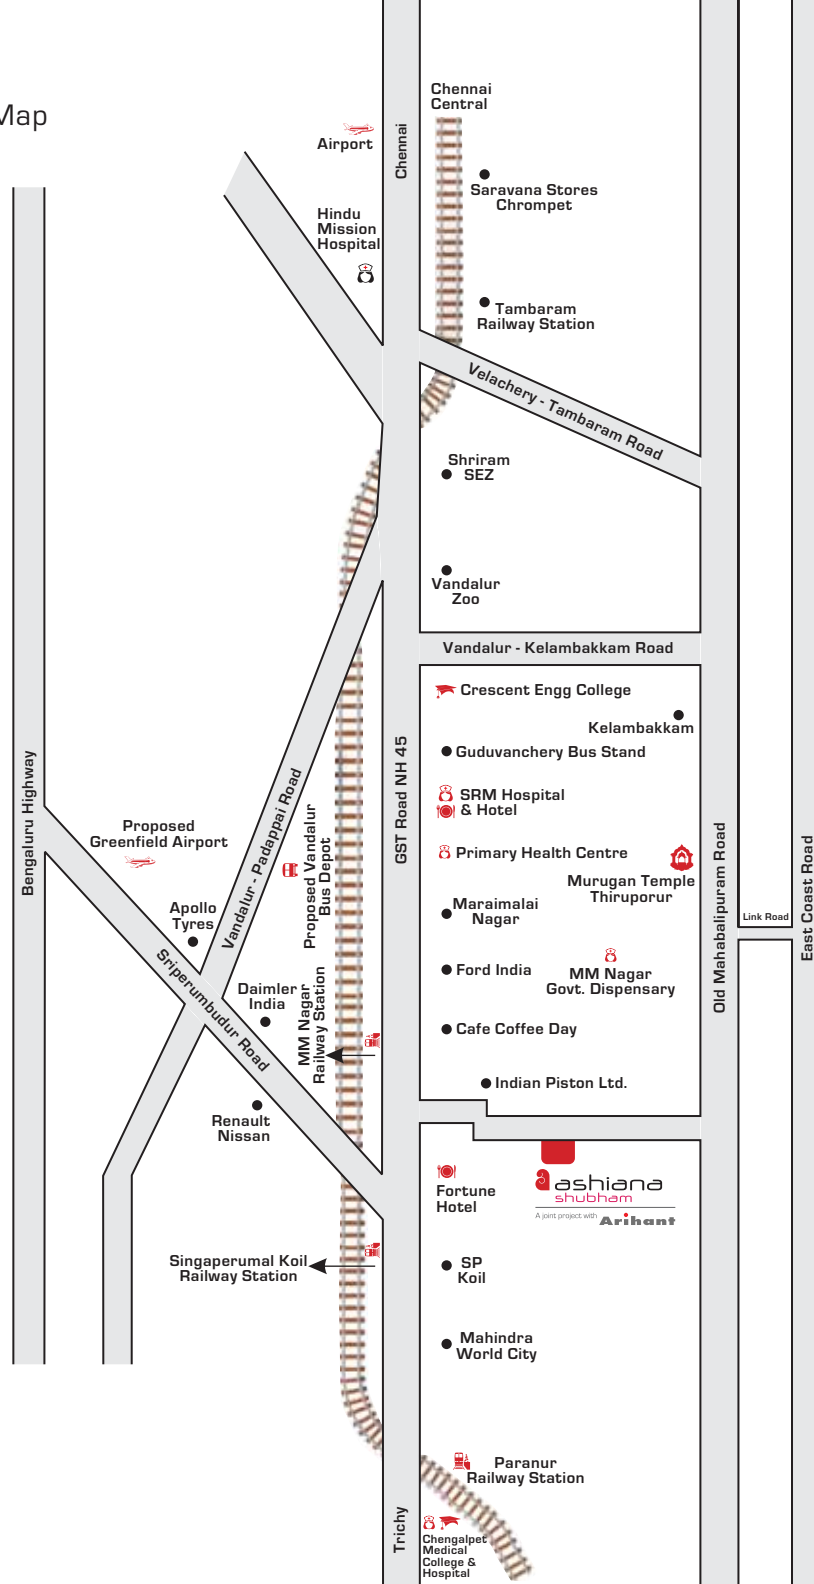 Map
Chennai
Central
Airport
Chennai
Saravana Stores
Chrompet
Hindu
Mission
Hospital
Tambaram
Railway Station
Velachery - Tambaram Road
Shriram
SEZ
Vandalur
Zoo
Vandalur - Kelambakkam Road
Crescent Engg College
Kelambakkam
Guduvanchery Bus Stand
GST Road NH 45
Bengaluru Highway
SRM Hospital
& Hotel
Proposed
Greenfield Airport
Vandalur - Padappai Road
Proposed Vandalur
Bus Depot
Primary Health Centre
Murugan Temple
Thiruporur
Old Mahabalipuram Road
East Coast Road
Link Road
Apollo
Tyres
Maraimalai
Nagar
Sriperumbudur Road
Ford India
MM Nagar
Govt. Dispensary
Daimler
India
MM Nagar
Railway Station
Cafe Coffee Day
Indian Piston Ltd.
Renault
Nissan
Fortune
Hotel
ashiana
shubham
A joint project with Arihant
Singaperumal Koil
Railway Station
SP
Koil
Mahindra
World City
Paranur
Railway Station
Trichy
Chengalpet
Medical
College &
Hospital